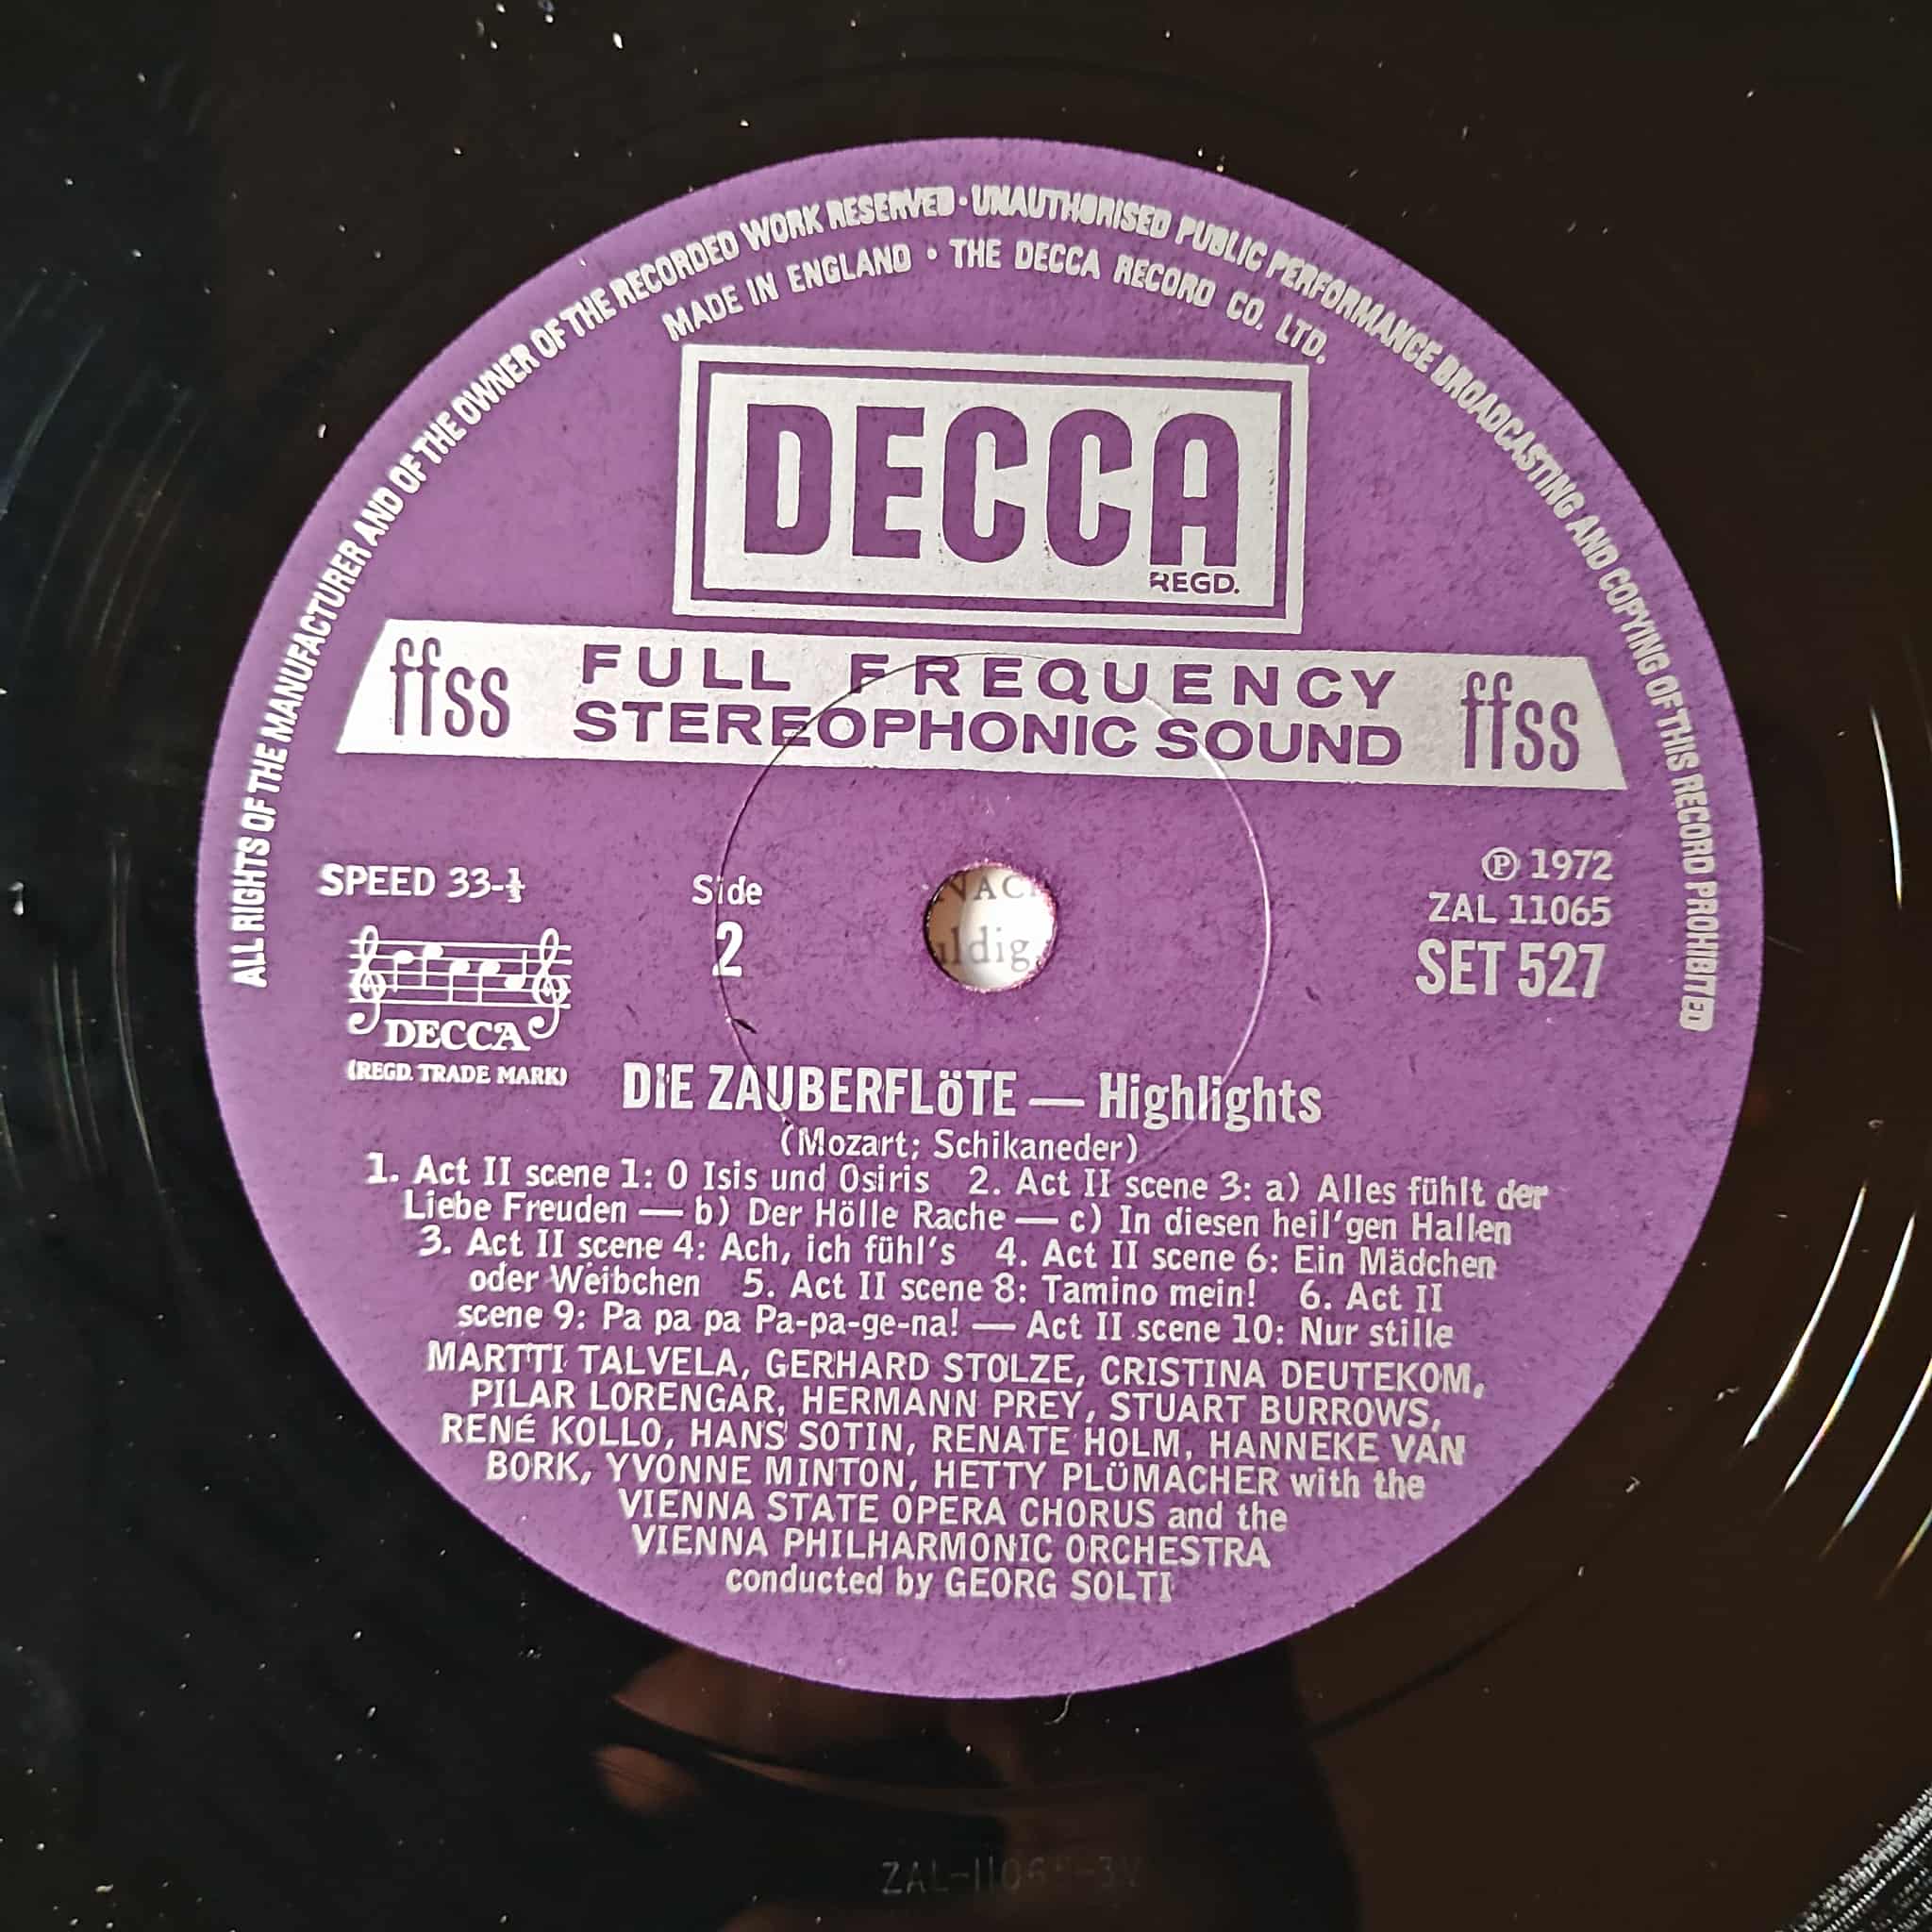 ALL RIGHTS OF THE MANUFACTURER AND OF THE OWNER OF THE RECORDED WORK RESERVED · UNAUTHORISED PUBLIC PERFORMANCE BROADCASTING AND COPYING OF THIS RECORD PROHIBITED
MADE IN ENGLAND · THE DECCA RECORD CO. LTD.
DECCA
REGD.
ffss FULL FREQUENCY ffss
STEREOPHONIC SOUND
SPEED 33-⅓
Side
2
℗ 1972
ZAL 11065
SET 527
DECCA
(REGD. TRADE MARK)
DIE ZAUBERFLöTE — Highlights
(Mozart; Schikaneder)
1. Act II scene 1: O Isis und Osiris 2. Act II scene 3: a) Alles fühlt der
Liebe Freuden — b) Der Hölle Rache — c) In diesen heil'gen Hallen
3. Act II scene 4: Ach, ich fühl's 4. Act II scene 6: Ein Mädchen
oder Weibchen 5. Act II scene 8: Tamino mein! 6. Act II
scene 9: Pa pa pa Pa-pa-ge-na! — Act II scene 10: Nur stille
MARTTI TALVELA, GERHARD STOLZE, CRISTINA DEUTEKOM,
PILAR LORENGAR, HERMANN PREY, STUART BURROWS,
RENÉ KOLLO, HANS SOTIN, RENATE HOLM, HANNEKE VAN
BORK, YVONNE MINTON, HETTY PLÜMACHER with the
VIENNA STATE OPERA CHORUS and the
VIENNA PHILHARMONIC ORCHESTRA
conducted by GEORG SOLTI